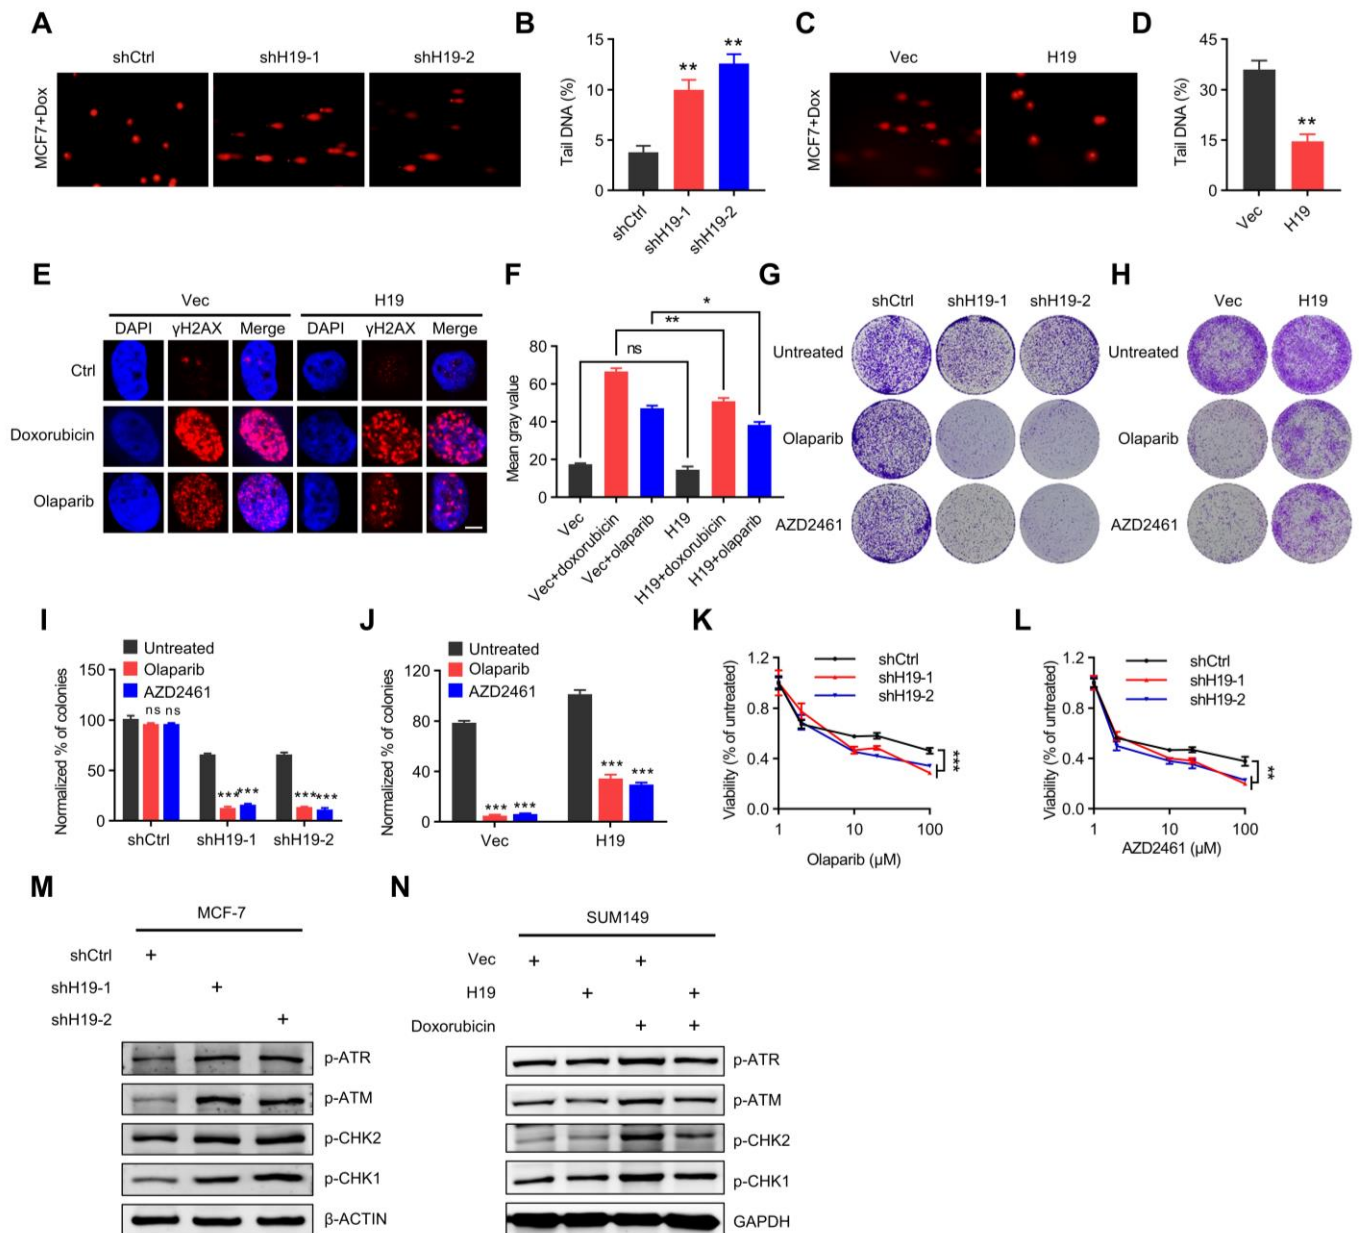 A
B
C
D
shCtrl
shH19-1
shH19-2
MCF7+Dox
Tail DNA (%)
15
10
5
0
**
**
shCtrl
shH19-1
shH19-2
Vec
H19
MCF7+Dox
Tail DNA (%)
45
30
15
0
**
Vec
H19
E
F
G
H
Vec
H19
DAPI
γH2AX
Merge
DAPI
γH2AX
Merge
Ctrl
Doxorubicin
Olaparib
Mean gray value
80
60
40
20
0
*
**
ns
Vec
Vec+doxorubicin
Vec+olaparib
H19
H19+doxorubicin
H19+olaparib
shCtrl
shH19-1
shH19-2
Untreated
Olaparib
AZD2461
Vec
H19
Untreated
Olaparib
AZD2461
I
J
K
L
Untreated
Olaparib
AZD2461
Normalized % of colonies
150
100
50
0
ns
ns
***
***
***
***
shCtrl
shH19-1
shH19-2
Untreated
Olaparib
AZD2461
Normalized % of colonies
120
80
40
0
***
***
***
***
Vec
H19
Viability (% of untreated)
1.2
0.8
0.4
0.0
shCtrl
shH19-1
shH19-2
***
1
10
100
Olaparib (μM)
Viability (% of untreated)
1.2
0.8
0.4
0.0
shCtrl
shH19-1
shH19-2
**
1
10
100
AZD2461 (μM)
M
N
MCF-7
shCtrl
+
shH19-1
+
shH19-2
+
p-ATR
p-ATM
p-CHK2
p-CHK1
β-ACTIN
SUM149
Vec
+
+
H19
+
+
Doxorubicin
+
+
p-ATR
p-ATM
p-CHK2
p-CHK1
GAPDH